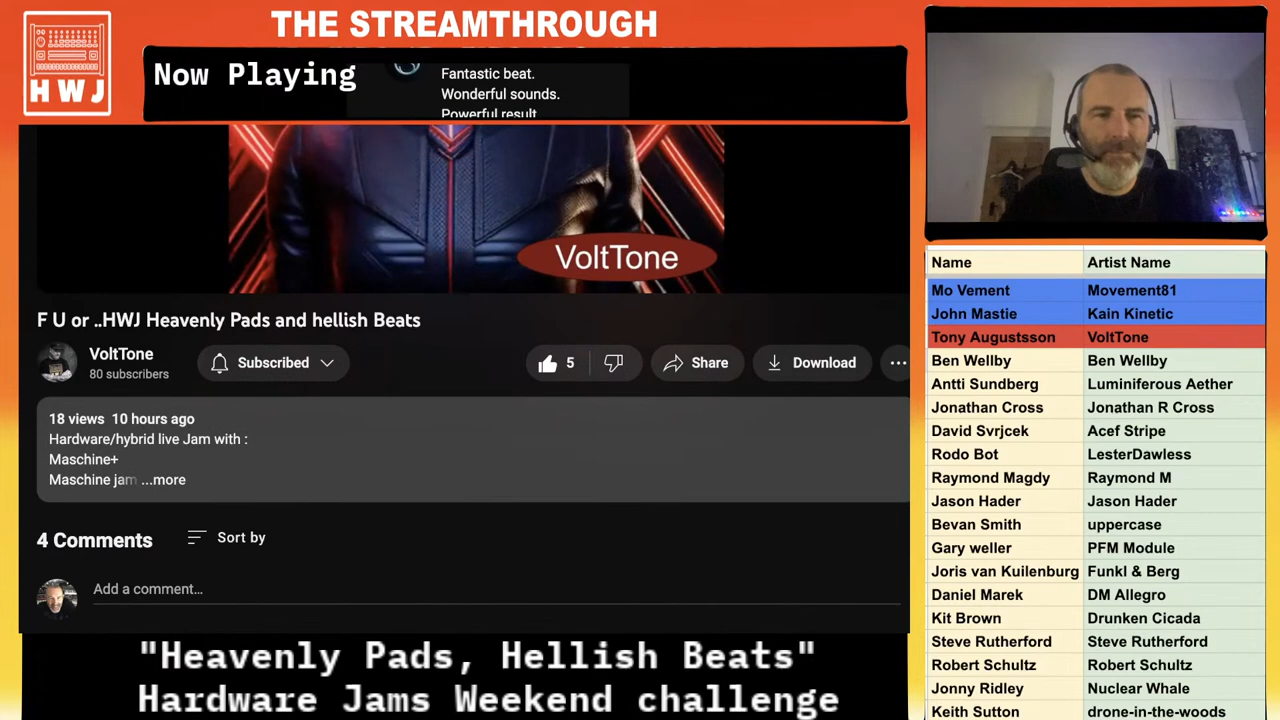 HWJ
THE STREAMTHROUGH
Now Playing
Fantastic beat.
Wonderful sounds.
Powerful result
VoltTone
F U or ..HWJ Heavenly Pads and hellish Beats
VoltTone
80 subscribers
Subscribed
5
Share
Download
18 views 10 hours ago
Hardware/hybrid live Jam with :
Maschine+
Maschine jam ...more
4 Comments
Sort by
Add a comment...
"Heavenly Pads, Hellish Beats"
Hardware Jams Weekend challenge
Name Artist Name
Mo Vement Movement81
John Mastie Kain Kinetic
Tony Augustsson VoltTone
Ben Wellby Ben Wellby
Antti Sundberg Luminiferous Aether
Jonathan Cross Jonathan R Cross
David Svrjcek Acef Stripe
Rodo Bot LesterDawless
Raymond Magdy Raymond M
Jason Hader Jason Hader
Bevan Smith uppercase
Gary weller PFM Module
Joris van Kuilenburg Funkl & Berg
Daniel Marek DM Allegro
Kit Brown Drunken Cicada
Steve Rutherford Steve Rutherford
Robert Schultz Robert Schultz
Jonny Ridley Nuclear Whale
Keith Sutton drone-in-the-woods